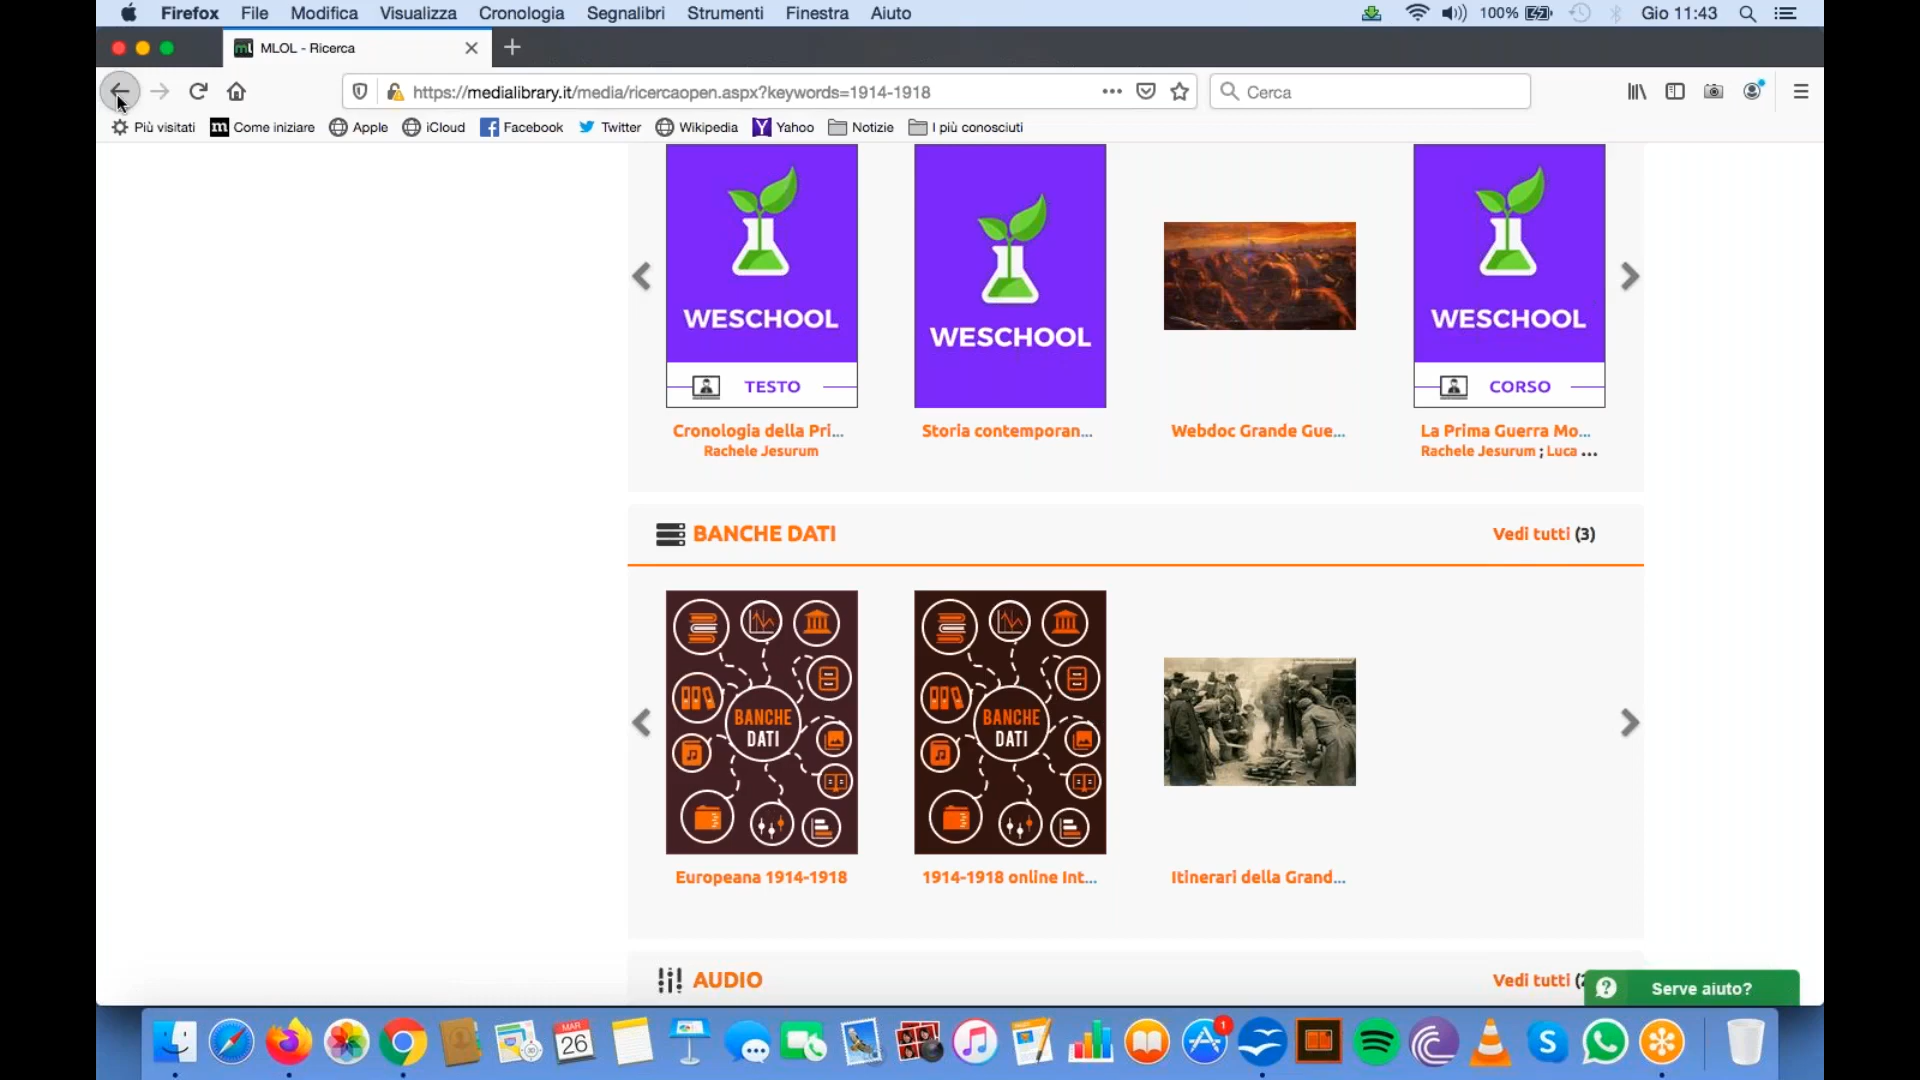 Firefox File Modifica Visualizza Cronologia Segnalibri Strumenti Finestra Aiuto 100% Gio 11:43
ml MLOL - Ricerca
https://medialibrary.it/media/ricercaopen.aspx?keywords=1914-1918 Cerca
Più visitati m Come iniziare Apple iCloud Facebook Twitter Wikipedia Yahoo Notizie I più conosciuti
WESCHOOL WESCHOOL WESCHOOL
TESTO CORSO
Cronologia della Pri... Storia contemporan... Webdoc Grande Gue... La Prima Guerra Mo...
Rachele Jesurum Rachele Jesurum ; Luca ...
BANCHE DATI Vedi tutti (3)
BANCHE DATI BANCHE DATI
Europeana 1914-1918 1914-1918 online Int... Itinerari della Grand...
AUDIO Vedi tutti
Serve aiuto?
MAR
26
1